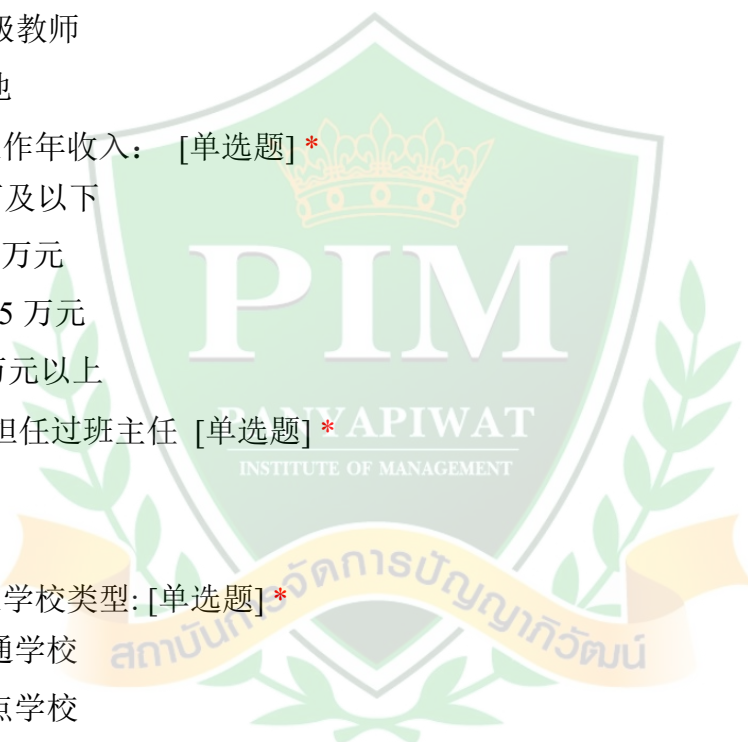 级教师
他
作年收入： [单选题] *
万及以下
万元
5 万元
万元以上
担任过班主任 [单选题] *
学校类型: [单选题] *
通学校
点学校
PIM
PANYAPIWAT
INSTITUTE OF MANAGEMENT
สถาบันการจัดการปัญญาภิวัฒน์